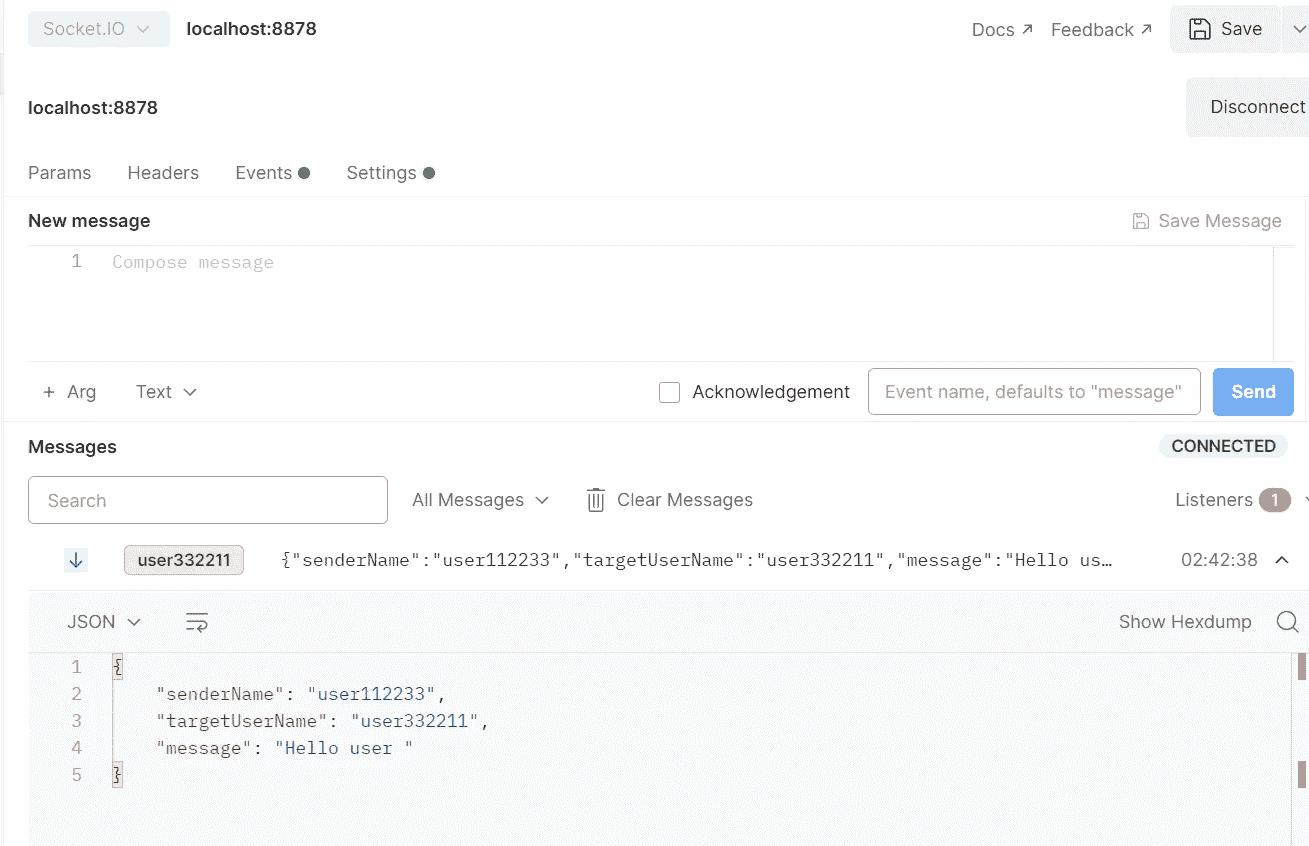 Socket.IO localhost:8878 Docs ↗ Feedback ↗ Save
localhost:8878 Disconnect
Params Headers Events Settings
New message Save Message
1 Compose message
+ Arg Text Acknowledgement Event name, defaults to "message" Send
Messages CONNECTED
Search All Messages Clear Messages Listeners 1
↓ user332211 {"senderName":"user112233","targetUserName":"user332211","message":"Hello us… 02:42:38
JSON Show Hexdump
1 {
2 "senderName": "user112233",
3 "targetUserName": "user332211",
4 "message": "Hello user "
5 }